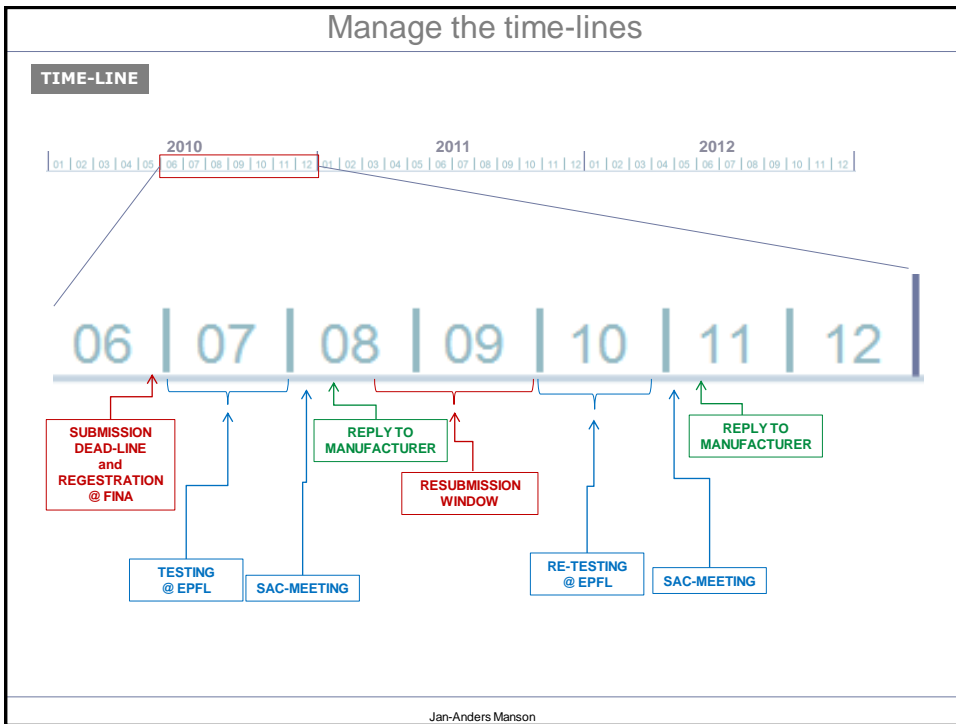 Manage the time-lines
TIME-LINE
2010 2011 2012
01 02 03 04 05 06 07 08 09 10 11 12 01 02 03 04 05 06 07 08 09 10 11 12 01 02 03 04 05 06 07 08 09 10 11 12
06 07 08 09 10 11 12
SUBMISSION
DEAD-LINE
and
REGESTRATION
@ FINA
REPLY TO
MANUFACTURER
RESUBMISSION
WINDOW
REPLY TO
MANUFACTURER
TESTING
@ EPFL
SAC-MEETING
RE-TESTING
@ EPFL
SAC-MEETING
Jan-Anders Manson